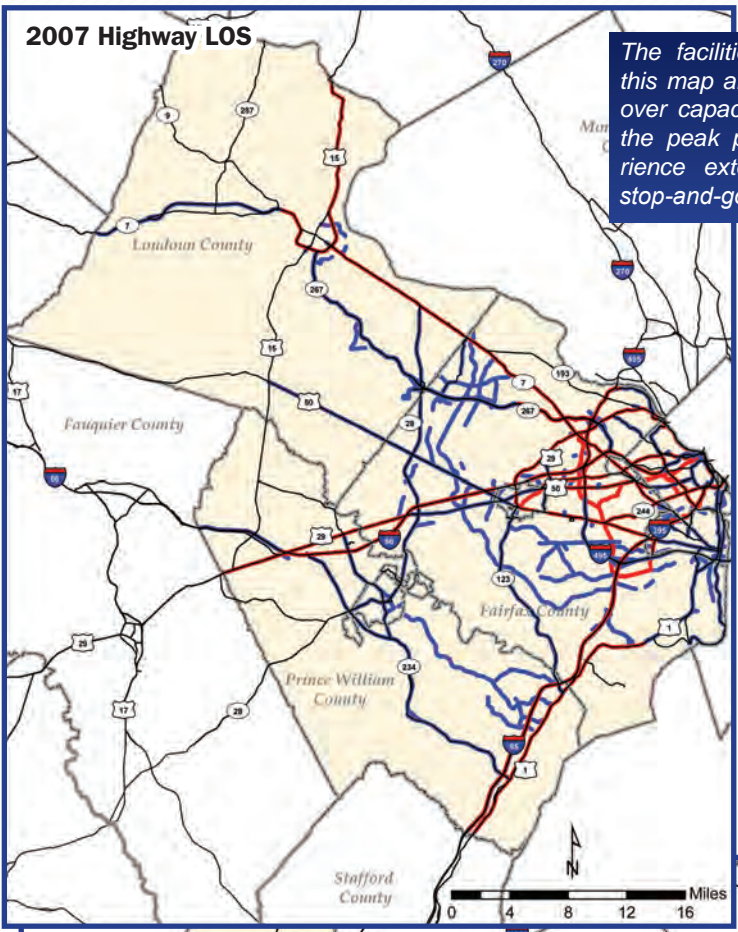 2007 Highway LOS
The facilitie
this map a
over capac
the peak p
rience ext
stop-and-go
270
9
287
15
Mon
7
Loudoun County
270
267
15
495
17
193
50
7
267
Fauquier County
28
29
66
50
244
29
395
66
495
123
Fairfax County
1
29
234
Prince William
County
17
29
95
1
N
Stafford
County
Miles
0 4 8 12 16